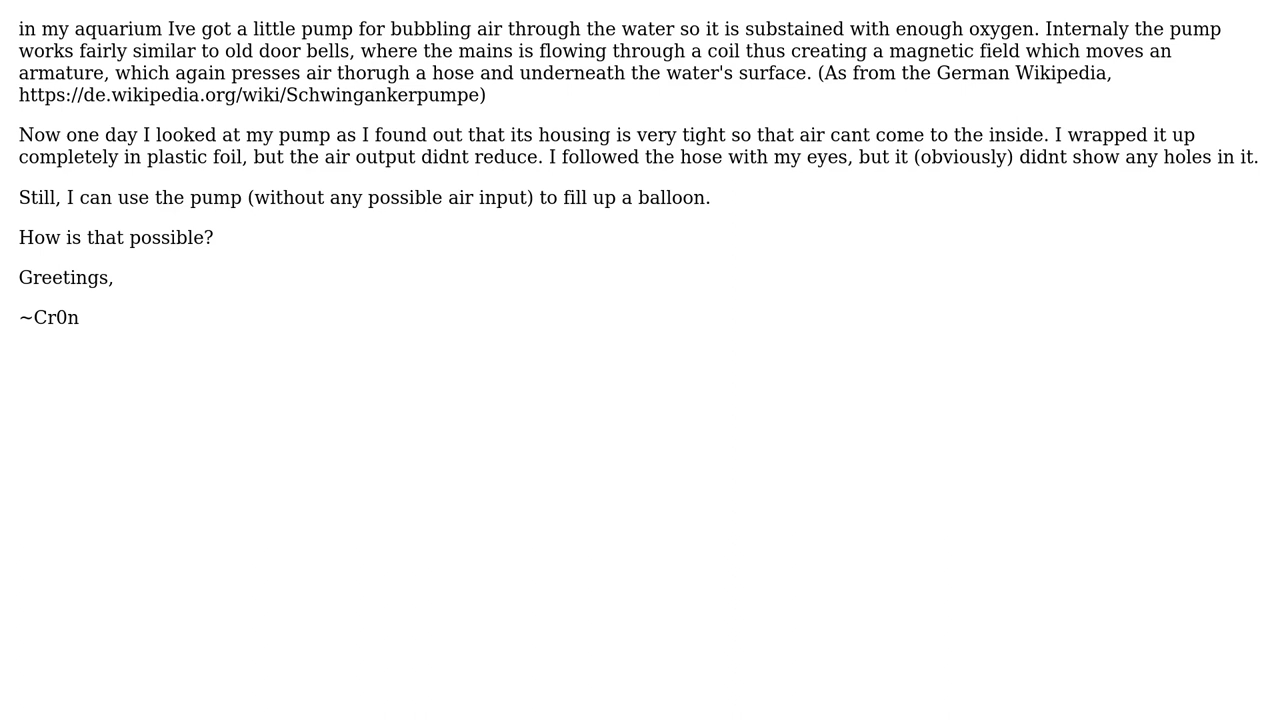 in my aquarium Ive got a little pump for bubbling air through the water so it is substained with enough oxygen. Internaly the pump
works fairly similar to old door bells, where the mains is flowing through a coil thus creating a magnetic field which moves an
armature, which again presses air thorugh a hose and underneath the water's surface. (As from the German Wikipedia,
https://de.wikipedia.org/wiki/Schwingankerpumpe)
Now one day I looked at my pump as I found out that its housing is very tight so that air cant come to the inside. I wrapped it up
completely in plastic foil, but the air output didnt reduce. I followed the hose with my eyes, but it (obviously) didnt show any holes in it.
Still, I can use the pump (without any possible air input) to fill up a balloon.
How is that possible?
Greetings,
~Cr0n